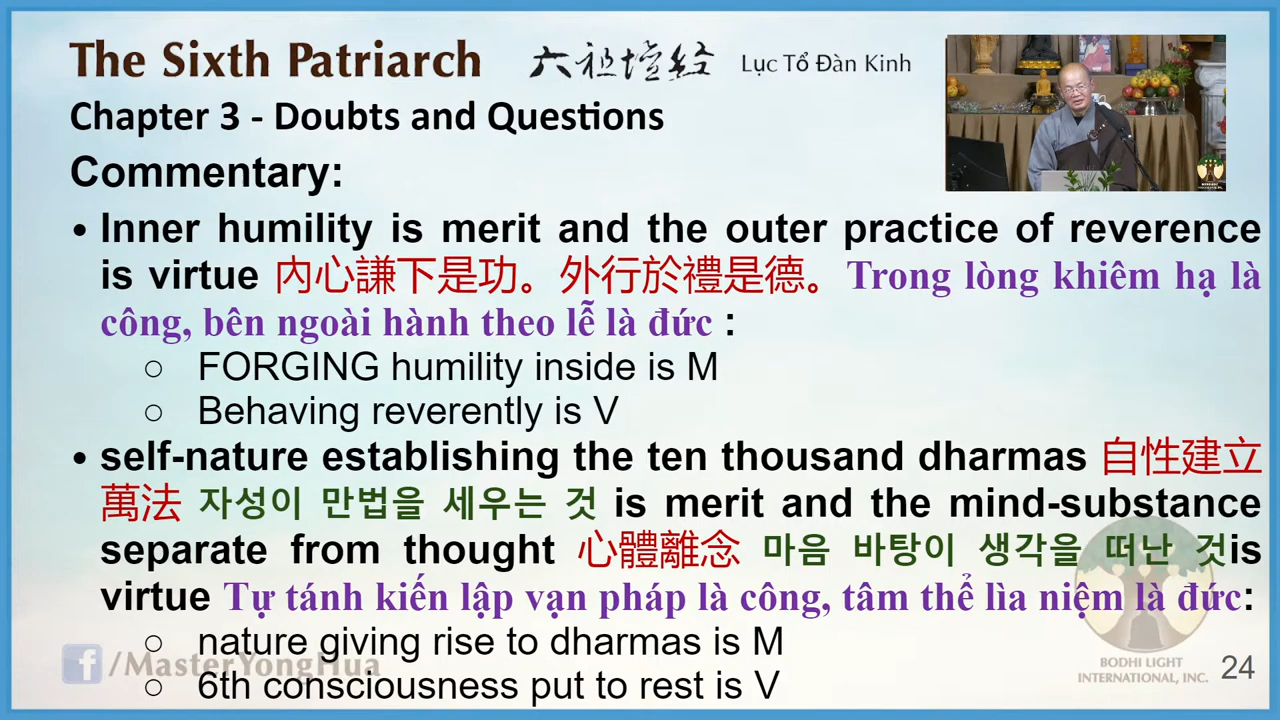 The Sixth Patriarch 六祖壇経 Lục Tổ Đàn Kinh
Chapter 3 - Doubts and Questions
Commentary:
• Inner humility is merit and the outer practice of reverence
is virtue 內心謙下是功。外行於禮是德。Trong lòng khiêm hạ là
công, bên ngoài hành theo lễ là đức :
○ FORGING humility inside is M
○ Behaving reverently is V
• self-nature establishing the ten thousand dharmas 自性建立
萬法 자성이 만법을 세우는 것 is merit and the mind-substance
separate from thought 心體離念 마음 바탕이 생각을 떠난 것is
virtue Tự tánh kiến lập vạn pháp là công, tâm thể lìa niệm là đức:
○ nature giving rise to dharmas is M
/MasterYongHua
○ 6th consciousness put to rest is V
BODHI LIGHT
INTERNATIONAL, INC.
24